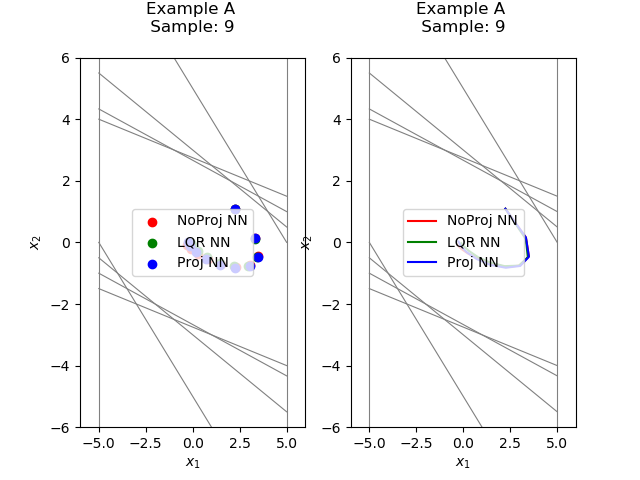 Example A
Sample: 9
6
4
2
0
−2
−4
−6
x₂
NoProj NN
LQR NN
Proj NN
−5.0
−2.5
0.0
2.5
5.0
x₁
Example A
Sample: 9
6
4
2
0
−2
−4
−6
x₂
NoProj NN
LQR NN
Proj NN
−5.0
−2.5
0.0
2.5
5.0
x₁